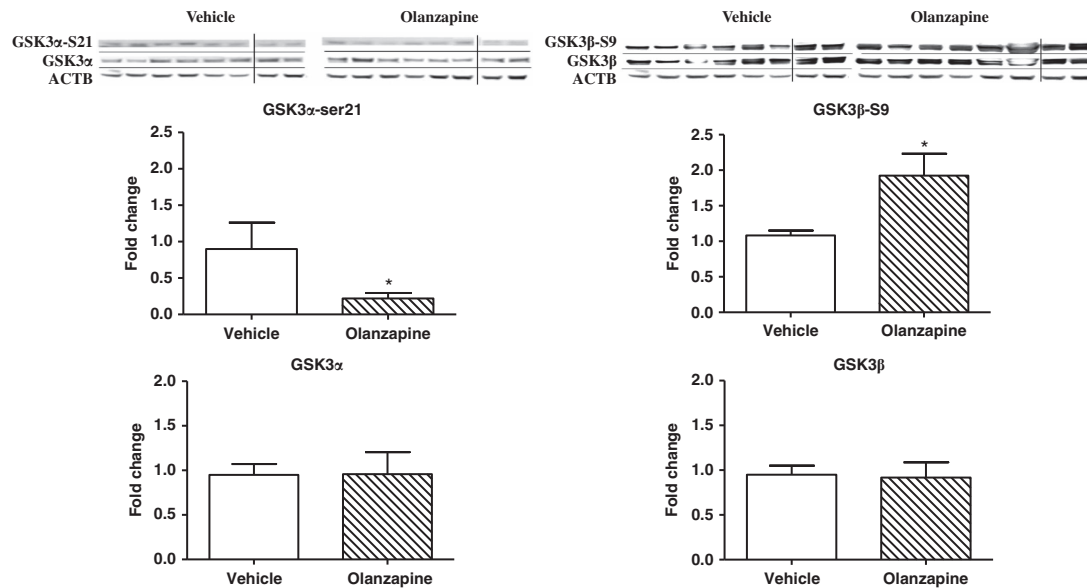 Vehicle Olanzapine
GSK3α-S21
GSK3α
ACTB
Vehicle Olanzapine
GSK3β-S9
GSK3β
ACTB
GSK3α-ser21
2.5
2.0
1.5
1.0
0.5
0.0
Fold change
*
Vehicle Olanzapine
GSK3β-S9
2.5
2.0
1.5
1.0
0.5
0.0
Fold change
*
Vehicle Olanzapine
GSK3α
2.0
1.5
1.0
0.5
0.0
Fold change
Vehicle Olanzapine
GSK3β
2.0
1.5
1.0
0.5
0.0
Fold change
Vehicle Olanzapine